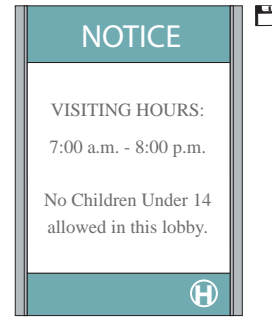 NOTICE
VISITING HOURS:
7:00 a.m. - 8:00 p.m.
No Children Under 14
allowed in this lobby.
H